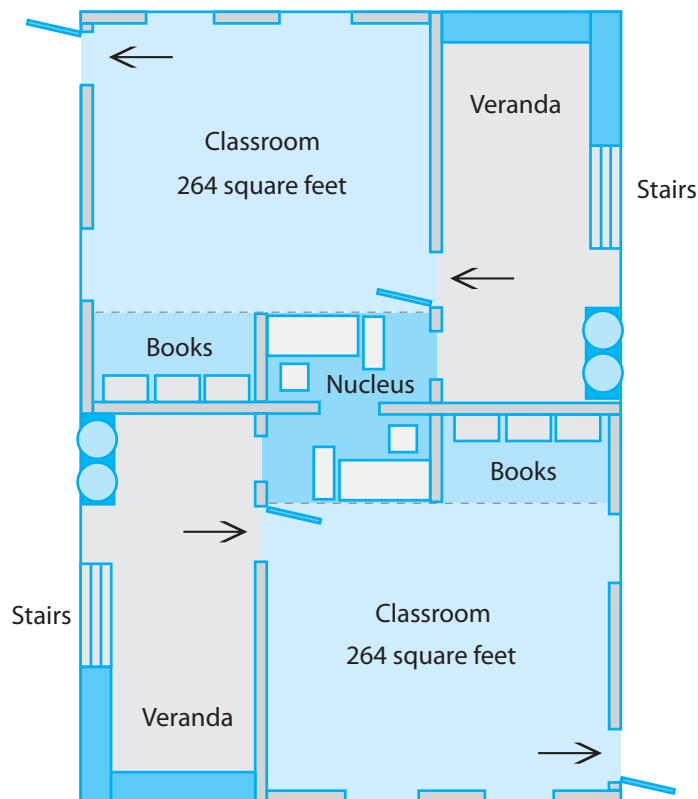 Veranda
Classroom
264 square feet
Stairs
Books
Nucleus
Books
Stairs
Classroom
264 square feet
Veranda